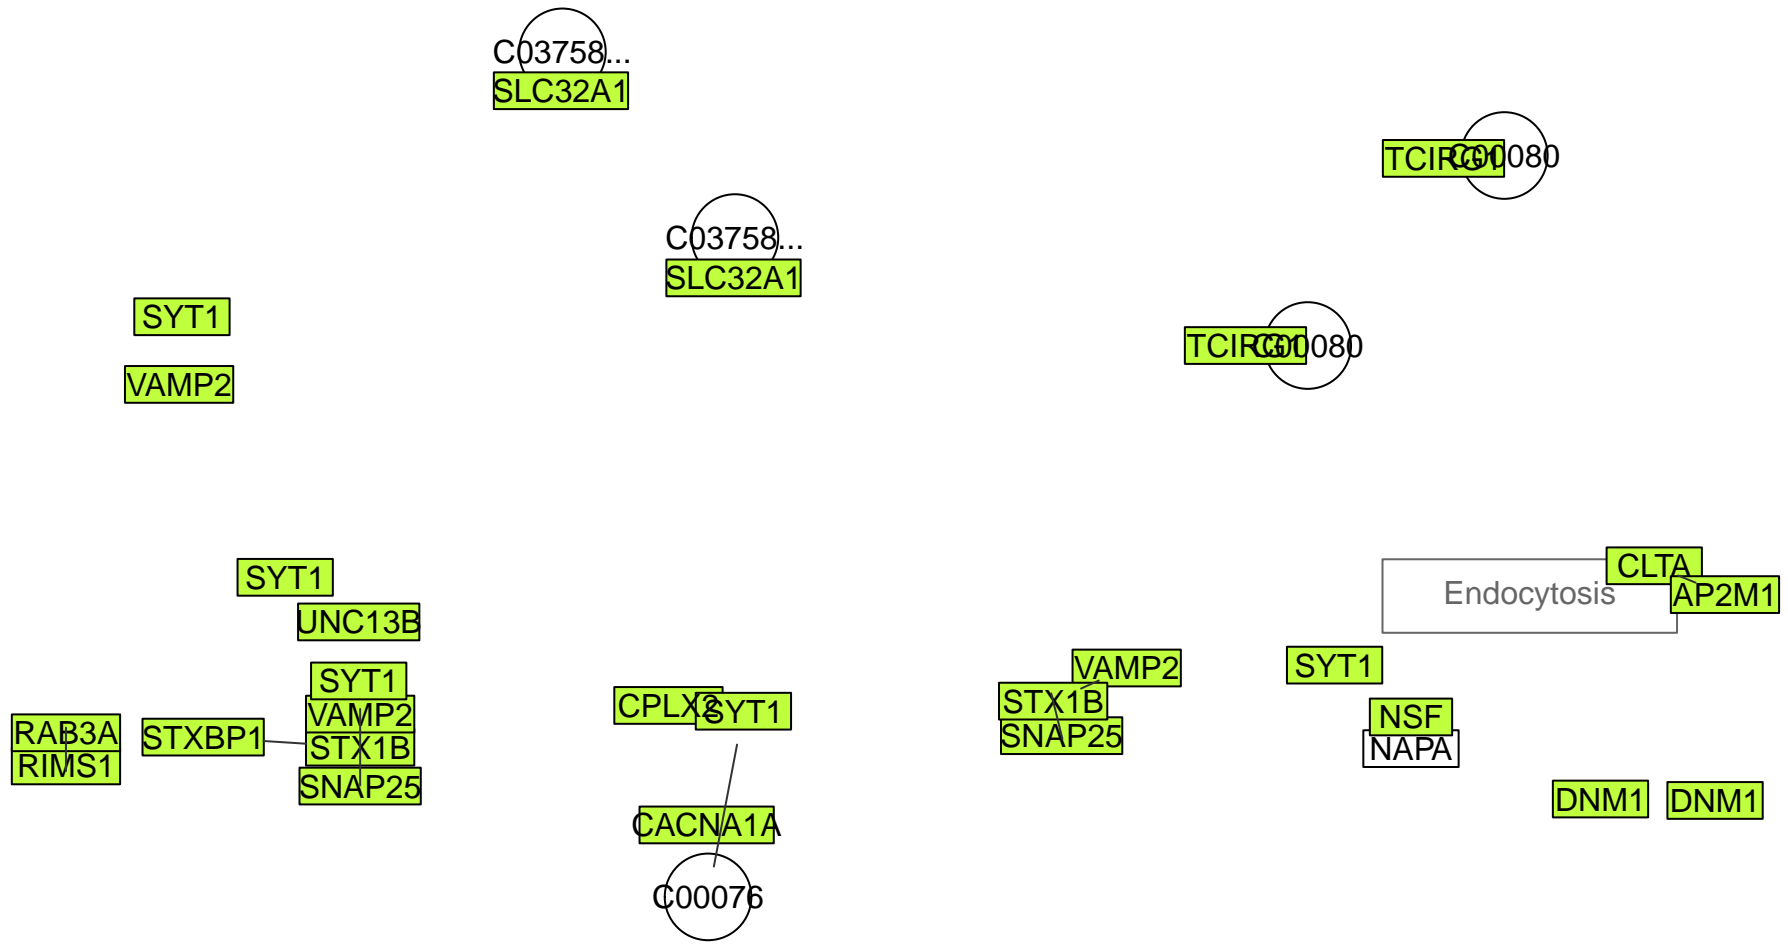 C03758...
SLC32A1
TCIRG1
C00080
C03758...
SLC32A1
SYT1
TCIRG1
C00080
VAMP2
SYT1
UNC13B
CLTA
AP2M1
Endocytosis
SYT1
VAMP2
STX1B
SNAP25
RAB3A
RIMS1
STXBP1
CPLX2
SYT1
VAMP2
STX1B
SNAP25
SYT1
NSF
NAPA
DNM1
DNM1
CACNA1A
C00076